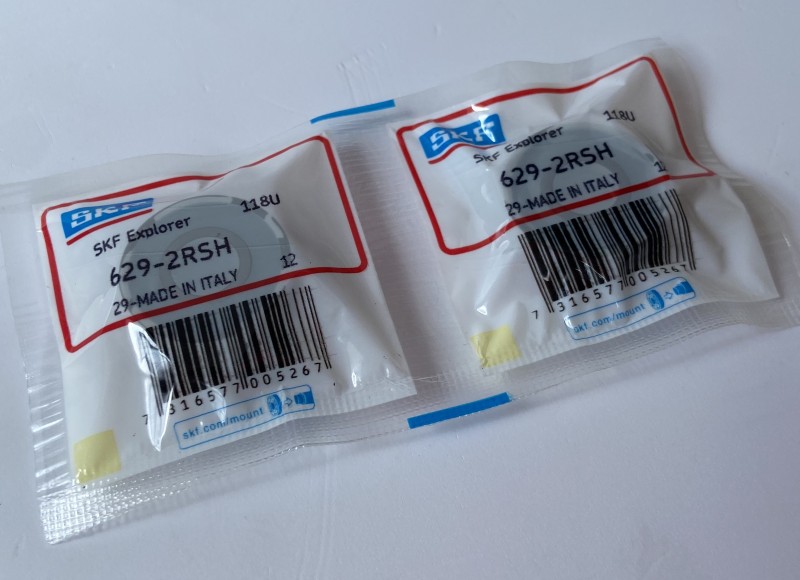 SKF
118U
SKF Explorer
629-2RSH
29-MADE IN ITALY
12
7 316577 005267
skf.com/mount
SKF
118U
SKF Explorer
629-2RSH
29-MADE IN ITALY
7 316577 005267
skf.com/mount